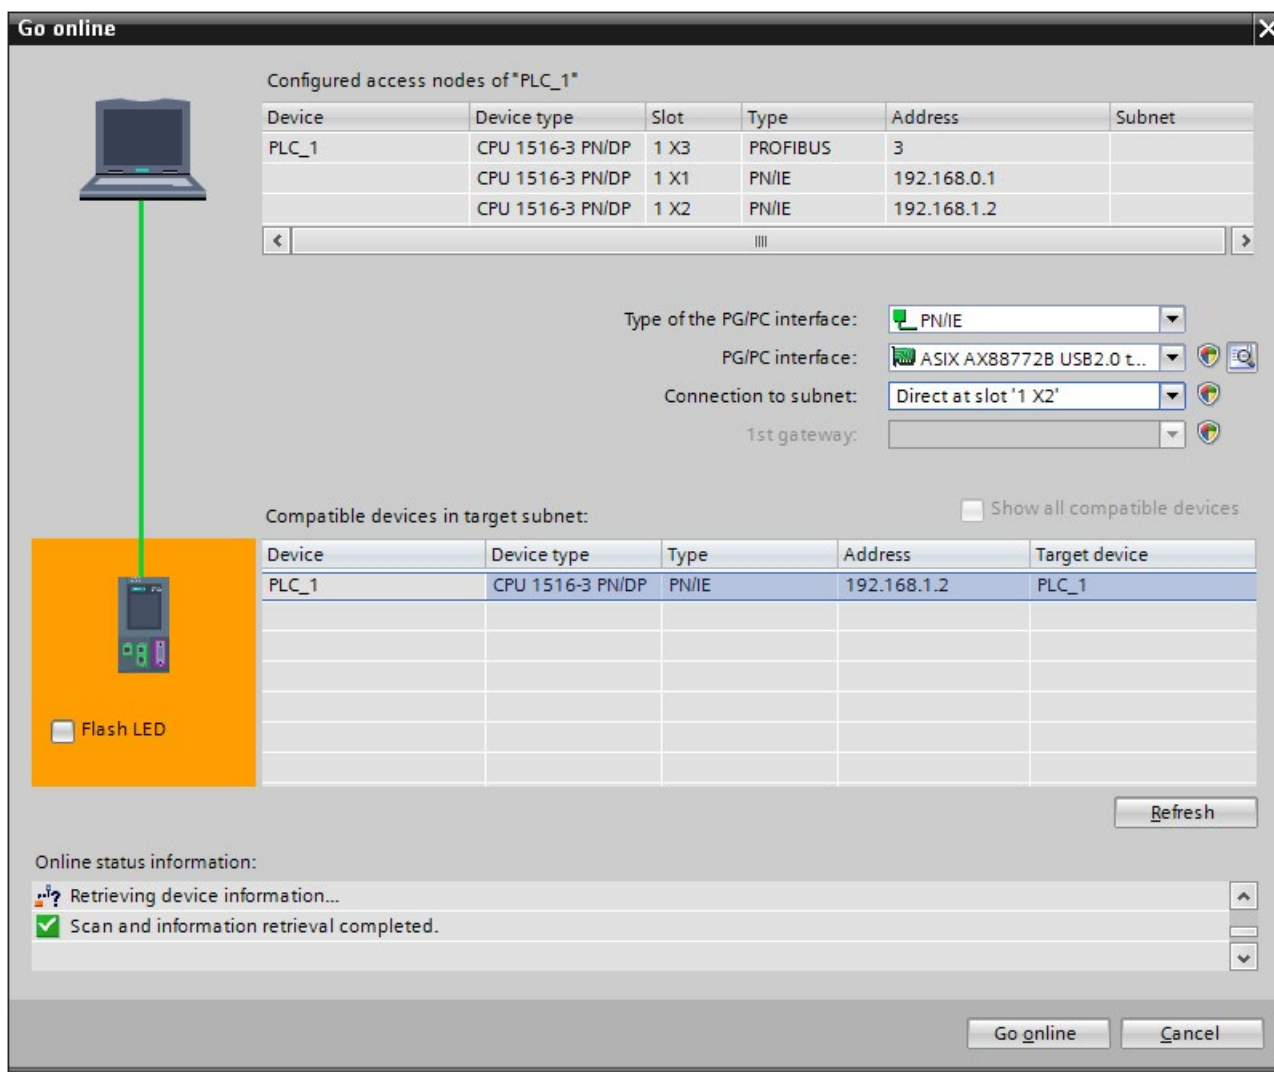 Go online
Configured access nodes of "PLC_1"
Device Device type Slot Type Address Subnet
PLC_1 CPU 1516-3 PN/DP 1 X3 PROFIBUS 3
CPU 1516-3 PN/DP 1 X1 PN/IE 192.168.0.1
CPU 1516-3 PN/DP 1 X2 PN/IE 192.168.1.2
Type of the PG/PC interface: PN/IE
PG/PC interface: ASIX AX88772B USB2.0 t...
Connection to subnet: Direct at slot '1 X2'
1st gateway:
Compatible devices in target subnet: Show all compatible devices
Device Device type Type Address Target device
PLC_1 CPU 1516-3 PN/DP PN/IE 192.168.1.2 PLC_1
Flash LED
Refresh
Online status information:
Retrieving device information...
Scan and information retrieval completed.
Go online Cancel